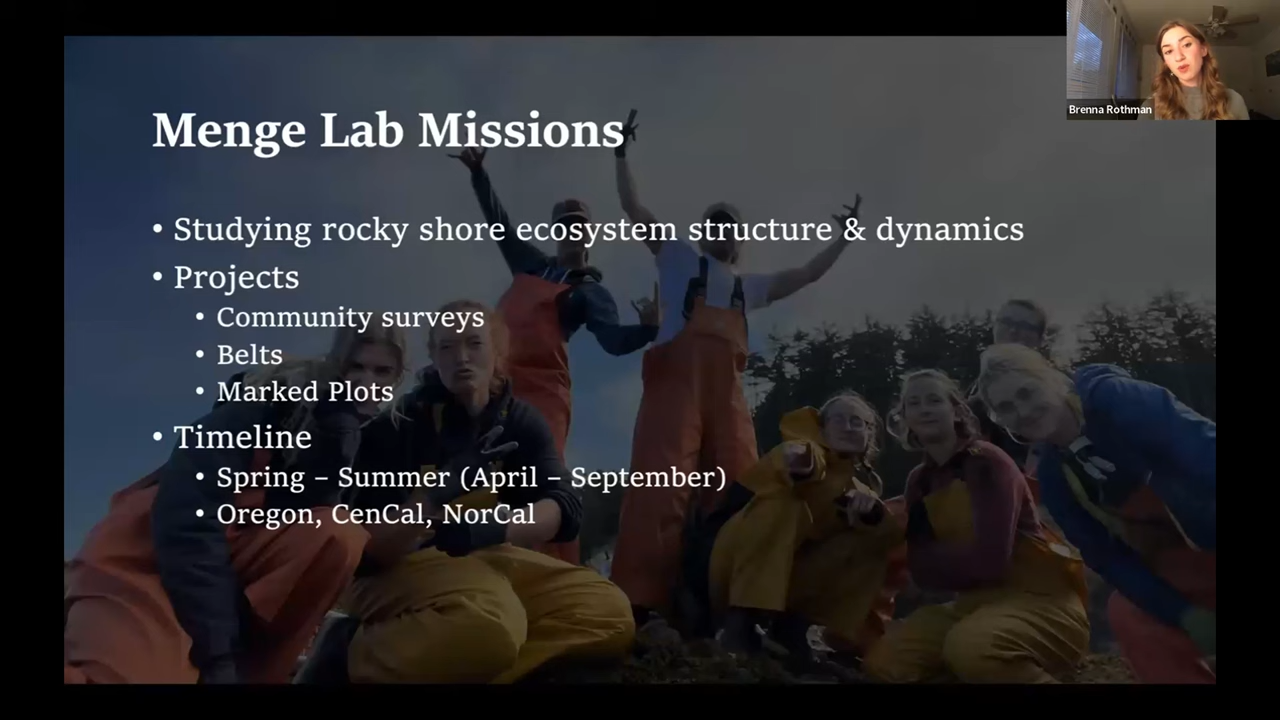 Brenna Rothman
Menge Lab Missions
• Studying rocky shore ecosystem structure & dynamics
• Projects
• Community surveys
• Belts
• Marked Plots
• Timeline
• Spring – Summer (April – September)
• Oregon, CenCal, NorCal